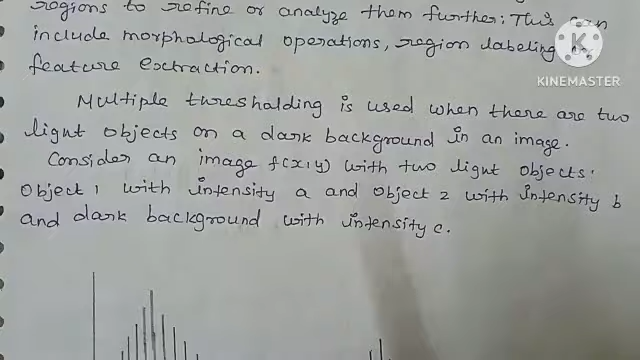 regions to refine or analyze them further: This can
include morphological operations, region labeling or
feature extraction.
Multiple thresholding is used when there are two
light objects on a dark background in an image.
Consider an image f(x,y) with two light objects.
Object 1 with intensity a and object 2 with intensity b
and dark background with intensity c.
KINEMASTER